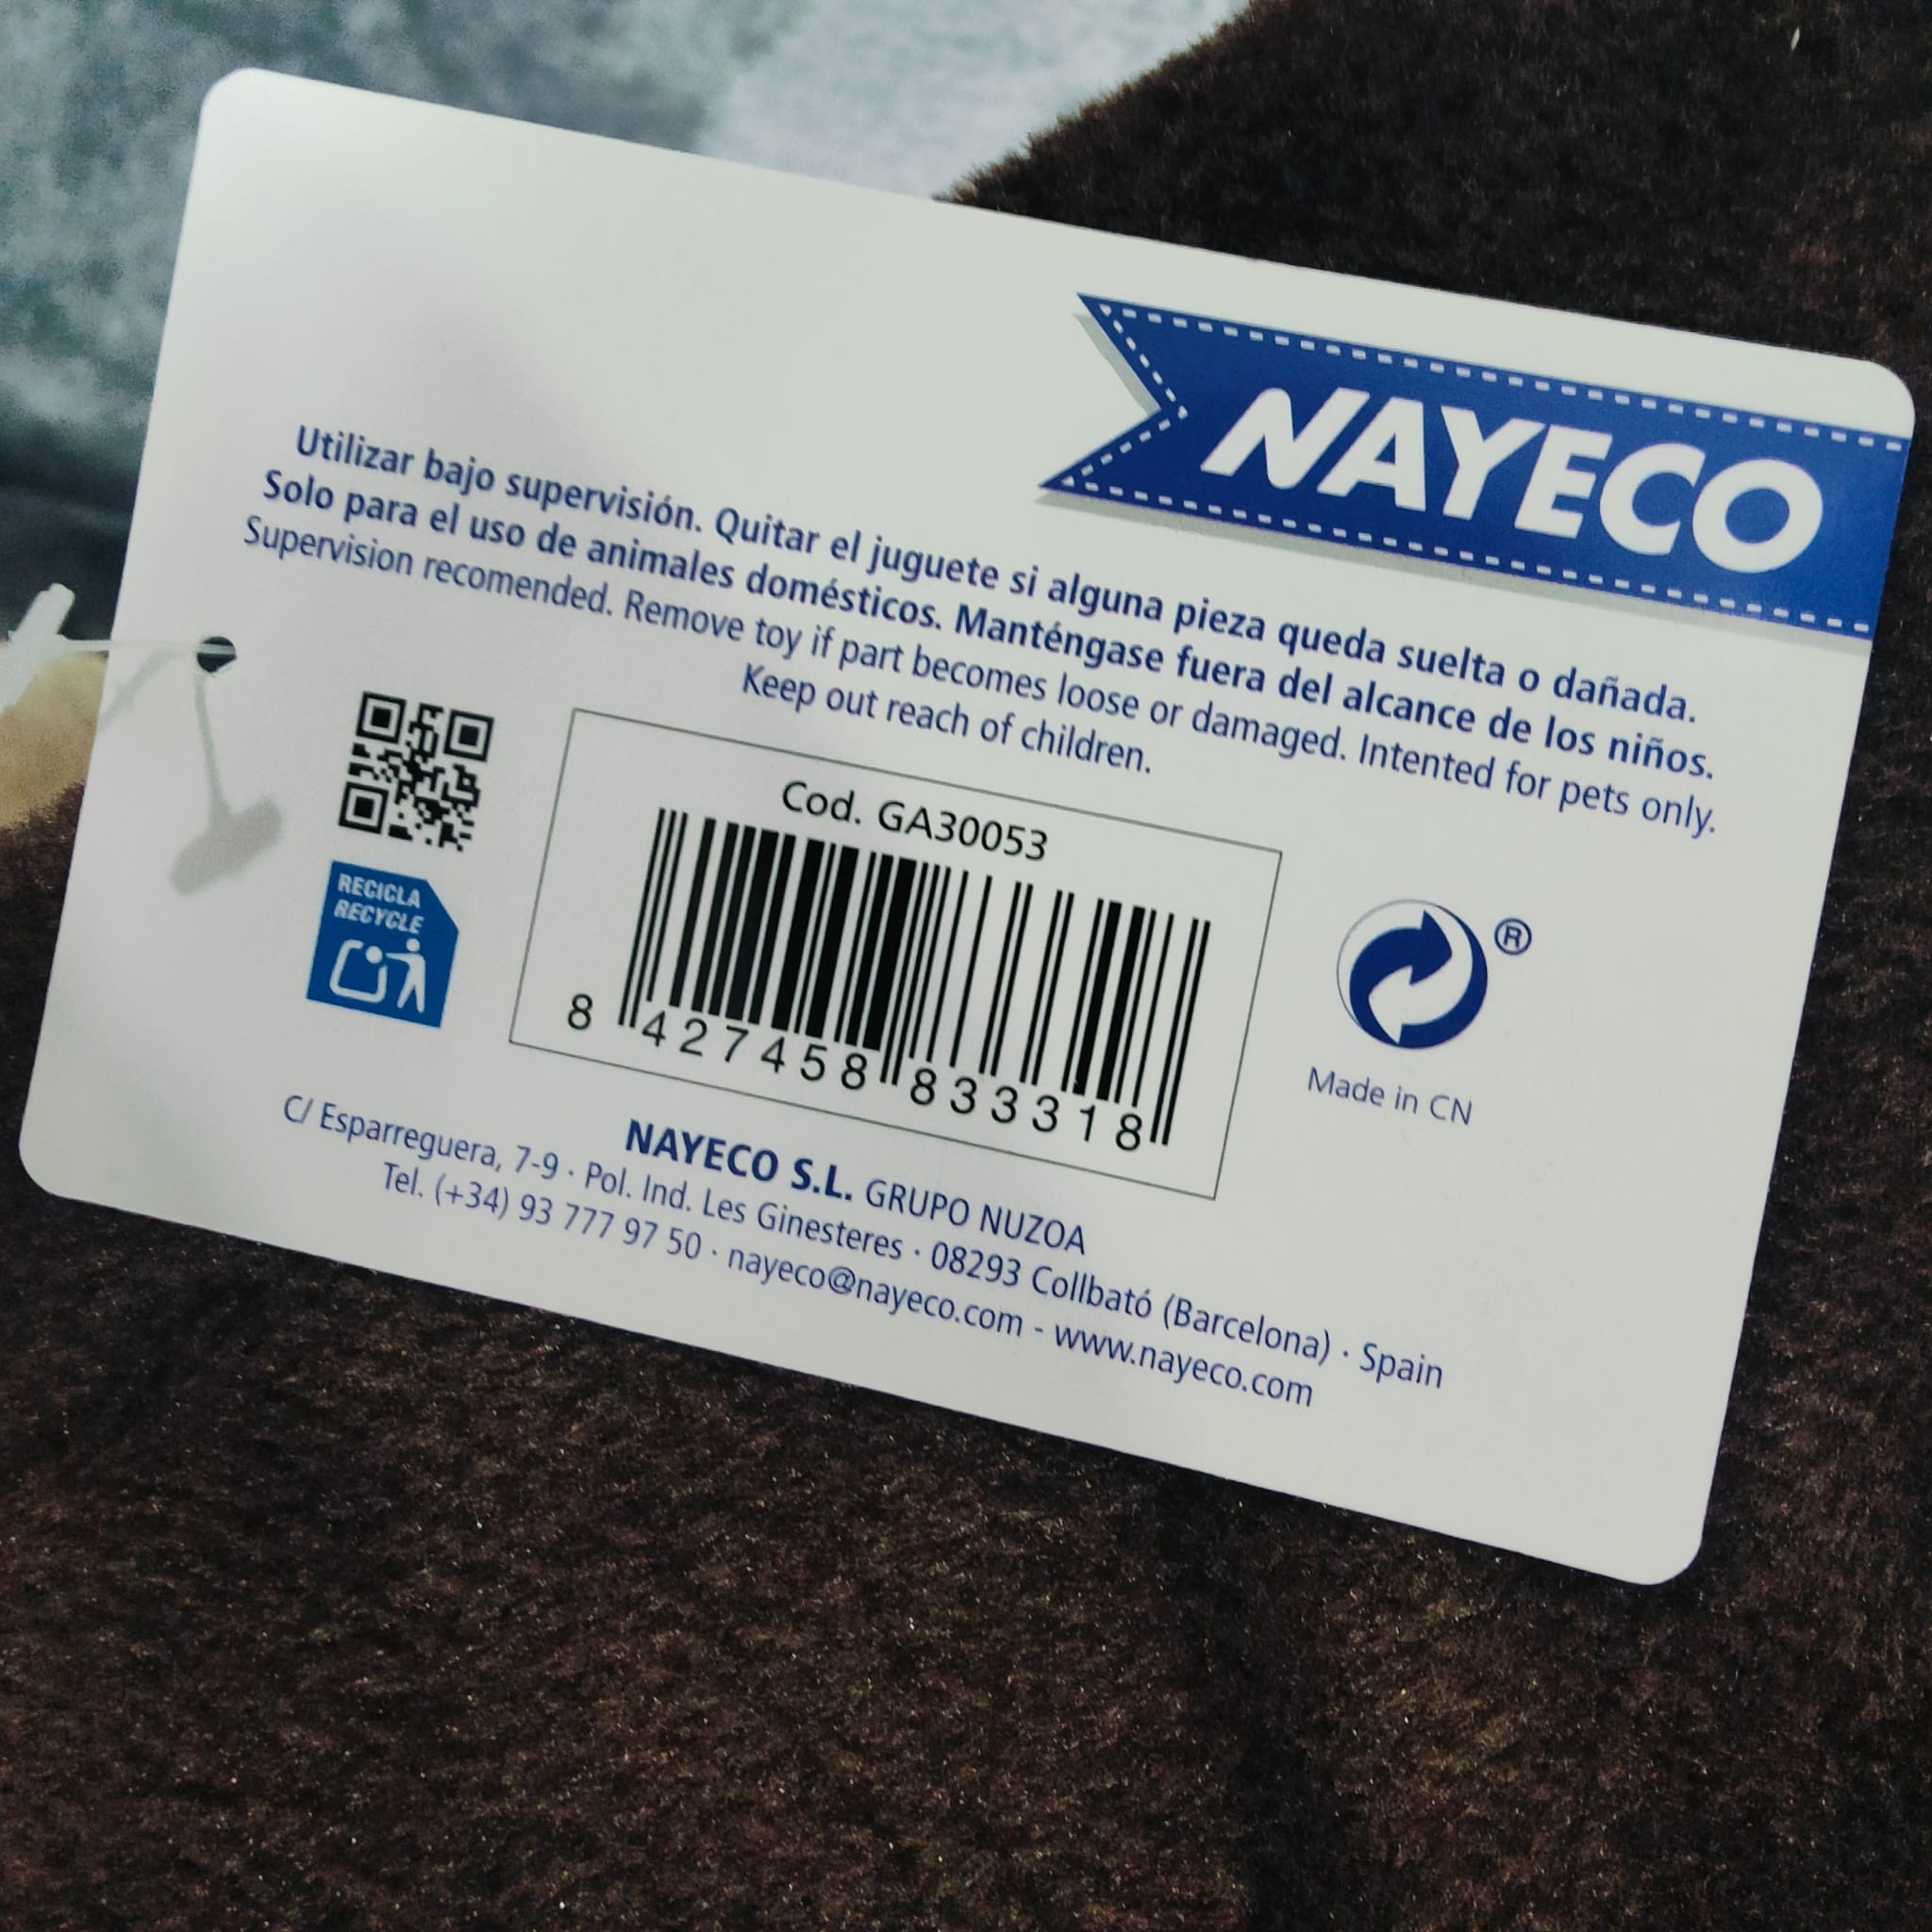 NAYECO
Utilizar bajo supervisión. Quitar el juguete si alguna pieza queda suelta o dañada.
Solo para el uso de animales domésticos. Manténgase fuera del alcance de los niños.
Supervision recomended. Remove toy if part becomes loose or damaged. Intented for pets only.
Keep out reach of children.
RECICLA
RECYCLE
Cod. GA30053
8 427458 833318
®
Made in CN
NAYECO S.L. GRUPO NUZOA
C/ Esparreguera, 7-9 · Pol. Ind. Les Ginesteres · 08293 Collbató (Barcelona) · Spain
Tel. (+34) 93 777 97 50 · nayeco@nayeco.com - www.nayeco.com